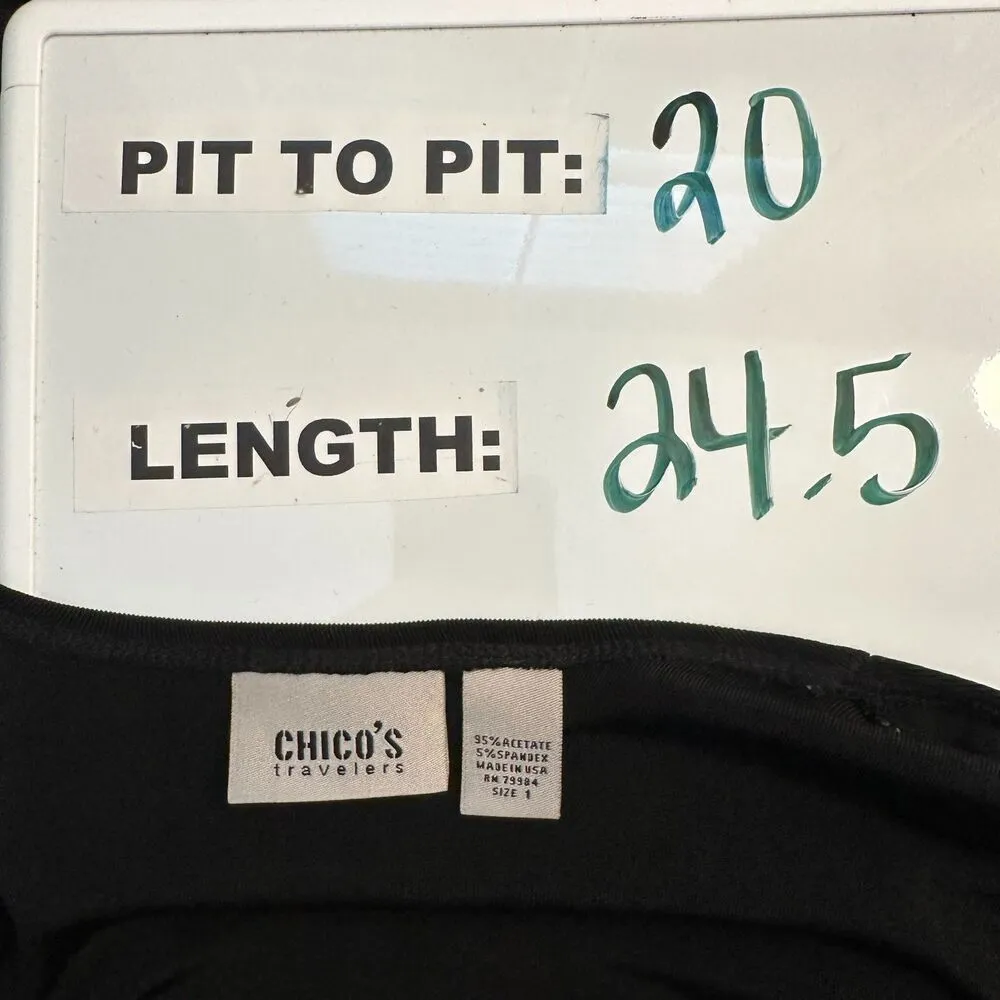 PIT TO PIT: 20
LENGTH: 24.5
CHICO'S
travelers
95% ACETATE
5% SPANDEX
MADE IN USA
RN 79984
SIZE 1